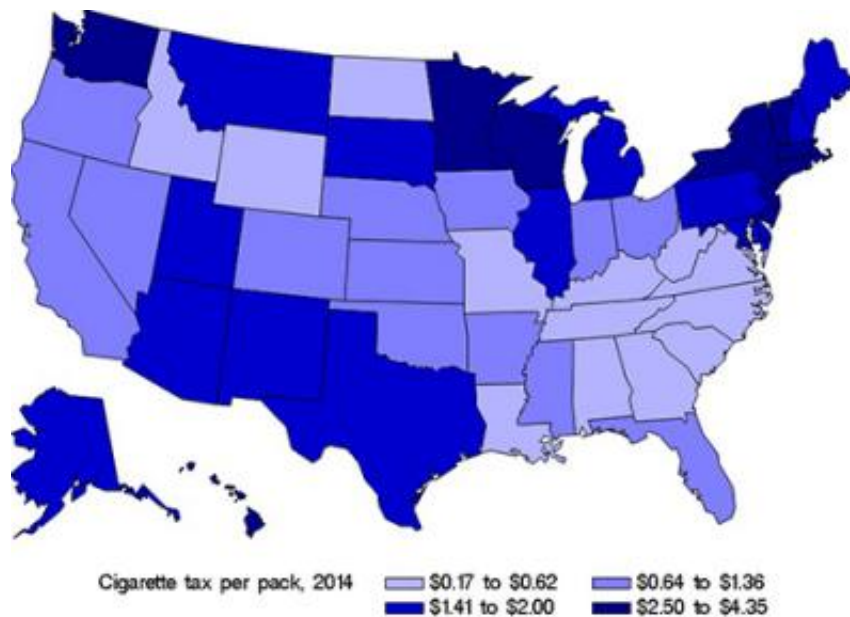 Cigarette tax per pack, 2014 $0.17 to $0.62 $0.64 to $1.36
$1.41 to $2.00 $2.50 to $4.35